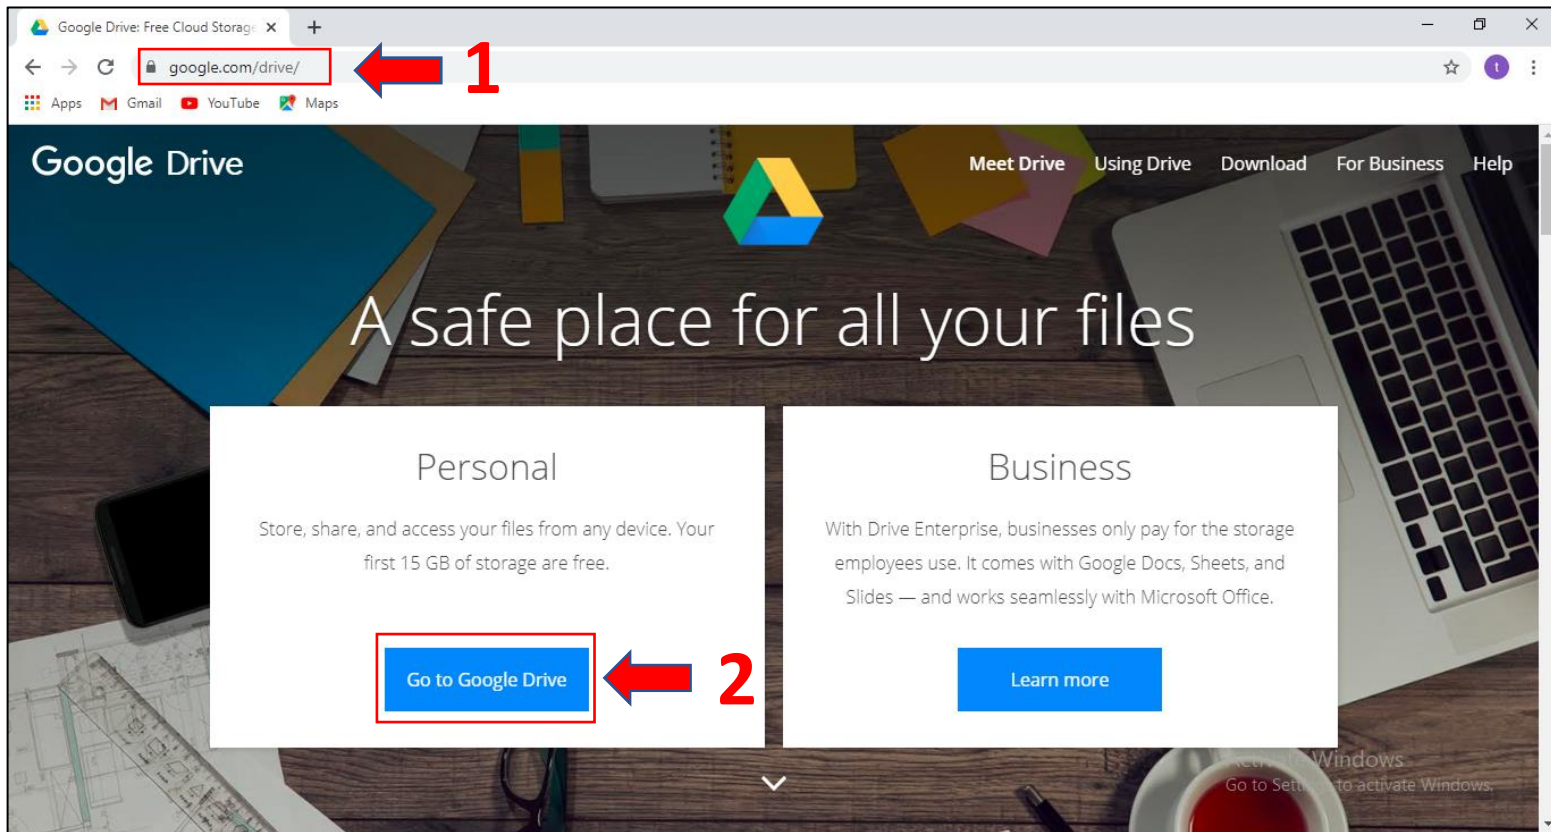 Google Drive: Free Cloud Storage
google.com/drive/
1
t
Apps Gmail YouTube Maps
Google Drive
Meet Drive Using Drive Download For Business Help
A safe place for all your files
Personal
Store, share, and access your files from any device. Your
first 15 GB of storage are free.
Go to Google Drive
2
Business
With Drive Enterprise, businesses only pay for the storage
employees use. It comes with Google Docs, Sheets, and
Slides — and works seamlessly with Microsoft Office.
Learn more
Activate Windows
Go to Settings to activate Windows.